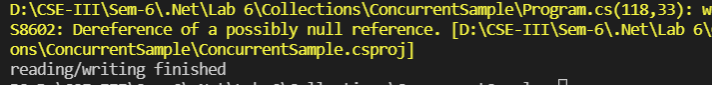 D:\CSE-III\Sem-6\.Net\Lab 6\Collections\ConcurrentSample\Program.cs(118,33): w
S8602: Dereference of a possibly null reference. [D:\CSE-III\Sem-6\.Net\Lab 6\
ons\ConcurrentSample\ConcurrentSample.csproj]
reading/writing finished